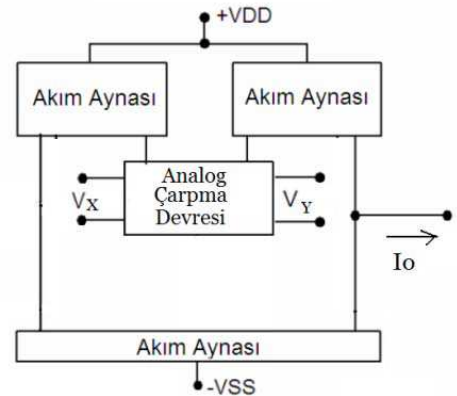 +VDD
Akım Aynası
Akım Aynası
Analog
Çarpma
Devresi
VX
VY
Io
Akım Aynası
-VSS